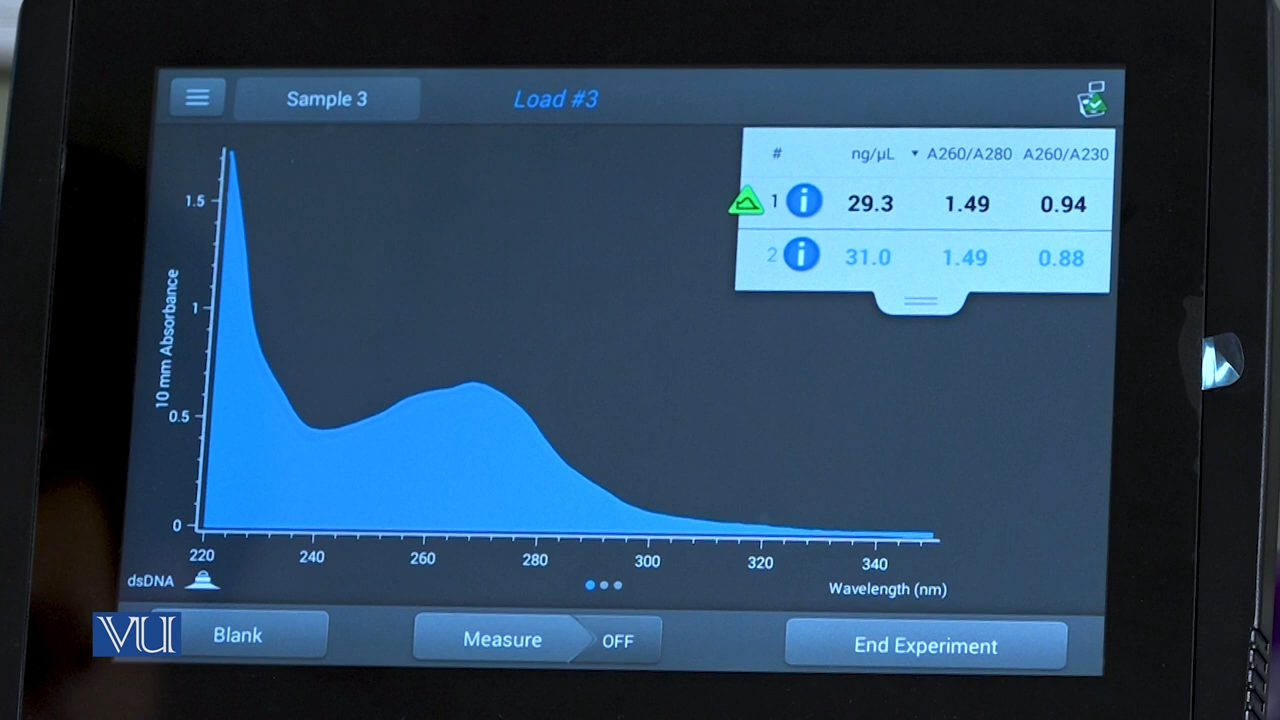 Sample 3
Load #3
# ng/µL A260/A280 A260/A230
1 i 29.3 1.49 0.94
2 i 31.0 1.49 0.88
10 mm Absorbance
1.5
1
0.5
0
220 240 260 280 300 320 340
dsDNA
Wavelength (nm)
VU
Blank
Measure OFF
End Experiment